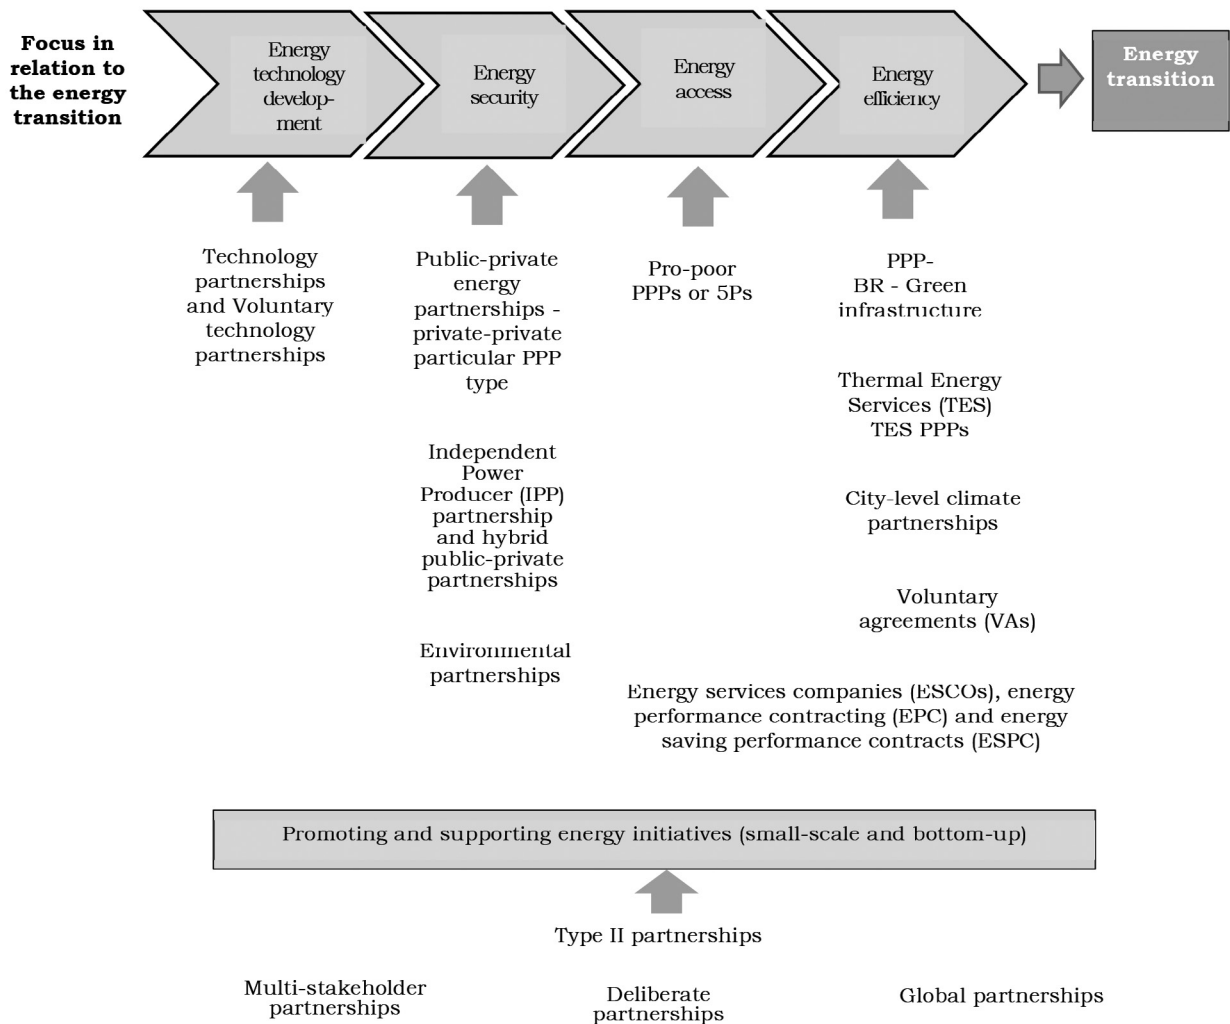 Focus in
relation to
the energy
transition
Energy
technology
develop-
ment
Energy
security
Energy
access
Energy
efficiency
Energy
transition
Technology
partnerships
and Voluntary
technology
partnerships
Public-private
energy
partnerships -
private-private
particular PPP
type
Independent
Power
Producer (IPP)
partnership
and hybrid
public-private
partnerships
Environmental
partnerships
Pro-poor
PPPs or 5Ps
PPP-
BR - Green
infrastructure
Thermal Energy
Services (TES)
TES PPPs
City-level climate
partnerships
Voluntary
agreements (VAs)
Energy services companies (ESCOs), energy
performance contracting (EPC) and energy
saving performance contracts (ESPC)
Promoting and supporting energy initiatives (small-scale and bottom-up)
Type II partnerships
Multi-stakeholder
partnerships
Deliberate
partnerships
Global partnerships